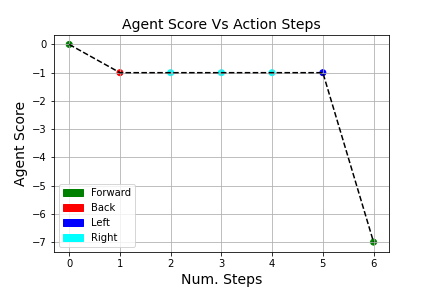 Agent Score Vs Action Steps
Agent Score
0
−1
−2
−3
−4
−5
−6
−7
Forward
Back
Left
Right
0 1 2 3 4 5 6
Num. Steps